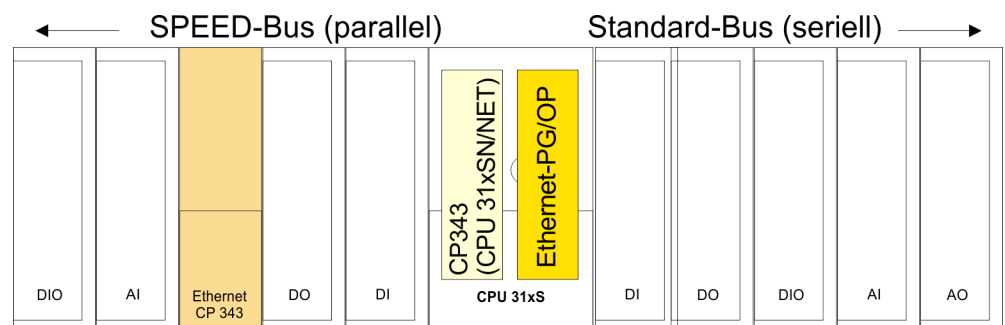 SPEED-Bus (parallel)
Standard-Bus (seriell)
CP343
(CPU 31xSN/NET)
Ethernet-PG/OP
DIO
AI
Ethernet
CP 343
DO
DI
CPU 31xS
DI
DO
DIO
AI
AO